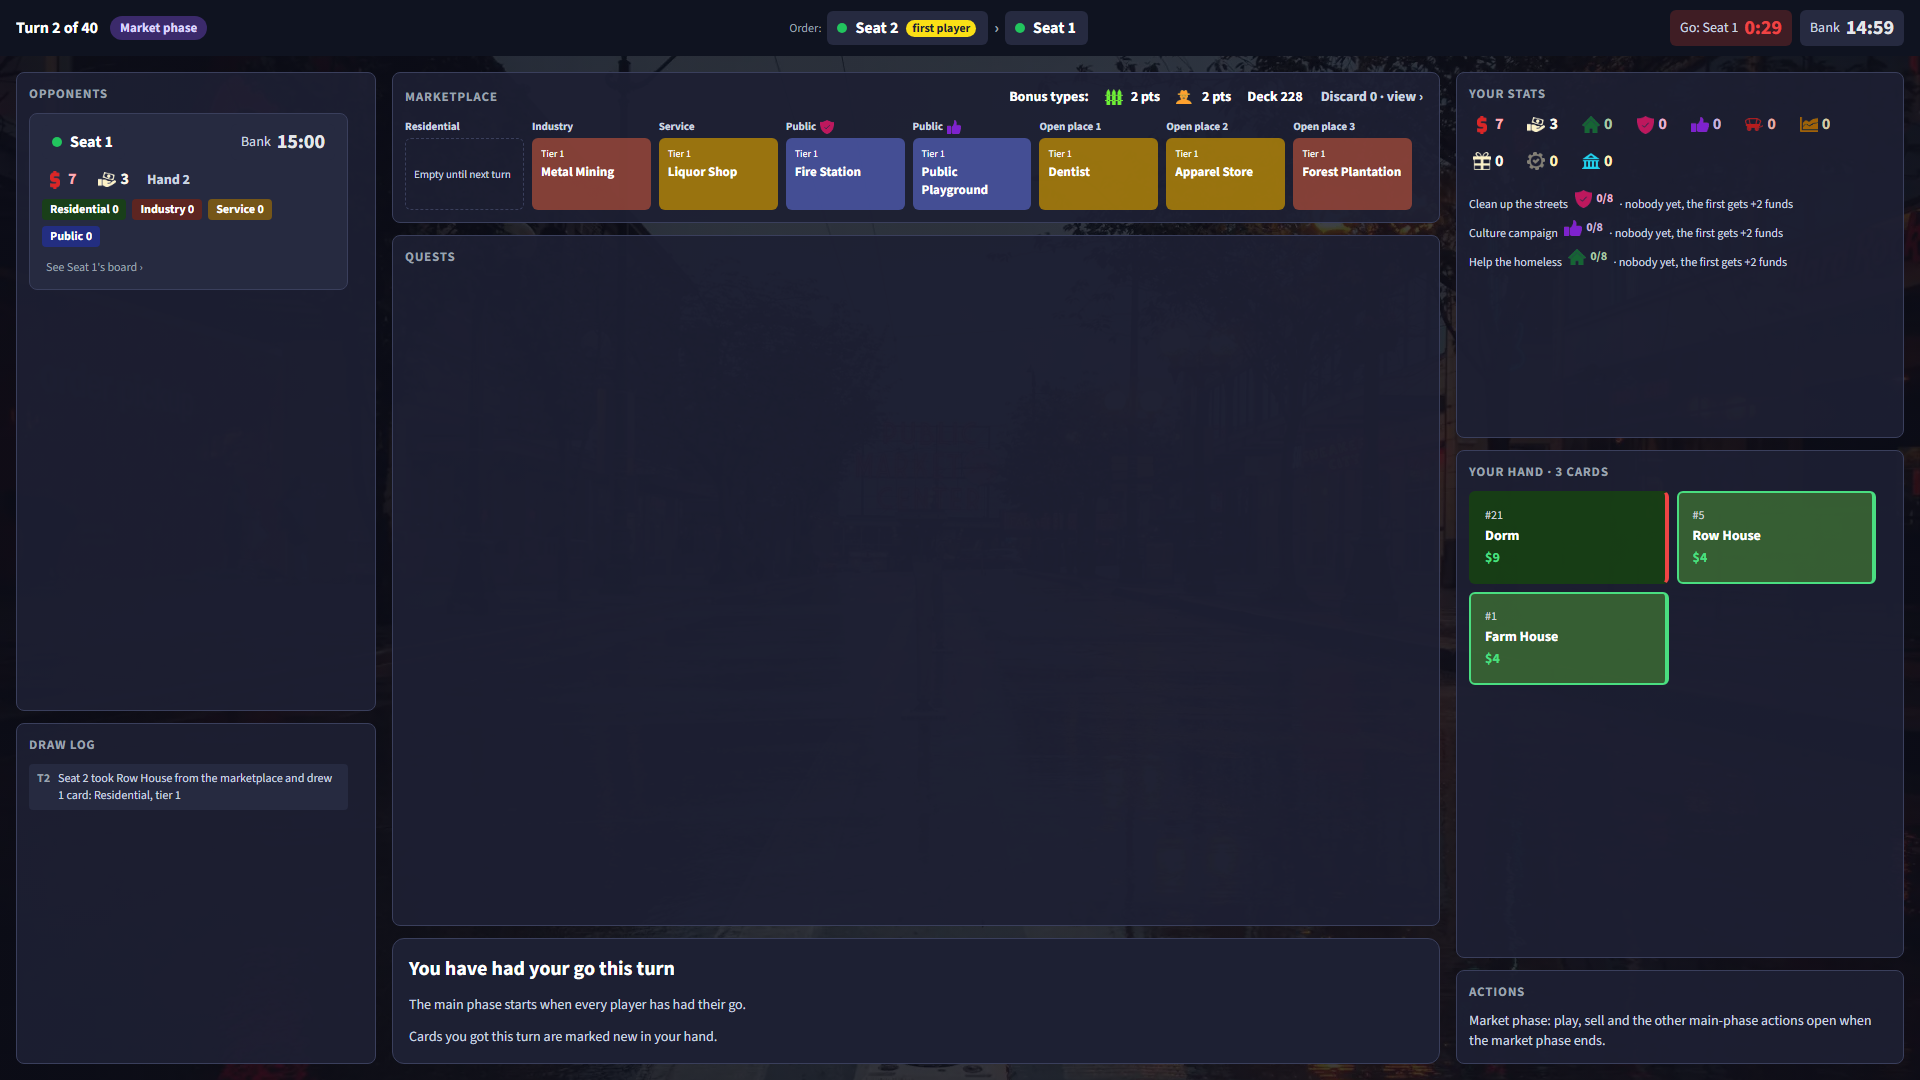 Turn 2 of 40
Market phase
Order:
Seat 2
first player
›
Seat 1
Go: Seat 1 0:29
Bank 14:59
OPPONENTS
Seat 1
Bank 15:00
7
3
Hand 2
Residential 0
Industry 0
Service 0
Public 0
See Seat 1's board ›
DRAW LOG
T2 Seat 2 took Row House from the marketplace and drew
1 card: Residential, tier 1
MARKETPLACE
Bonus types:
2 pts
2 pts
Deck 228
Discard 0 · view ›
Residential
Empty until next turn
Industry
Tier 1
Metal Mining
Service
Tier 1
Liquor Shop
Public
Tier 1
Fire Station
Public
Tier 1
Public
Playground
Open place 1
Tier 1
Dentist
Open place 2
Tier 1
Apparel Store
Open place 3
Tier 1
Forest Plantation
QUESTS
You have had your go this turn
The main phase starts when every player has had their go.
Cards you got this turn are marked new in your hand.
YOUR STATS
7
3
0
0
0
0
0
0
0
0
Clean up the streets 0/8 · nobody yet, the first gets +2 funds
Culture campaign 0/8 · nobody yet, the first gets +2 funds
Help the homeless 0/8 · nobody yet, the first gets +2 funds
YOUR HAND · 3 CARDS
#21
Dorm
$9
#5
Row House
$4
#1
Farm House
$4
ACTIONS
Market phase: play, sell and the other main-phase actions open when
the market phase ends.